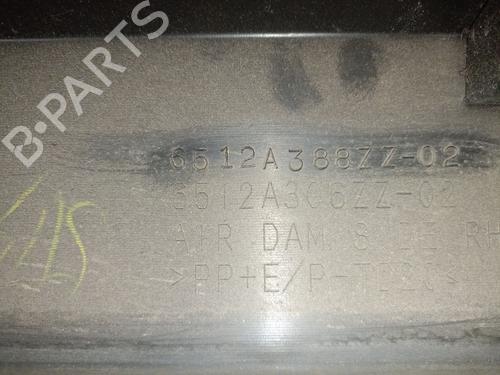 B-PARTS
6512A388ZZ-02
6512A306ZZ-02
AIR DAM, SIDE RH
>PP+E/P-TD20<